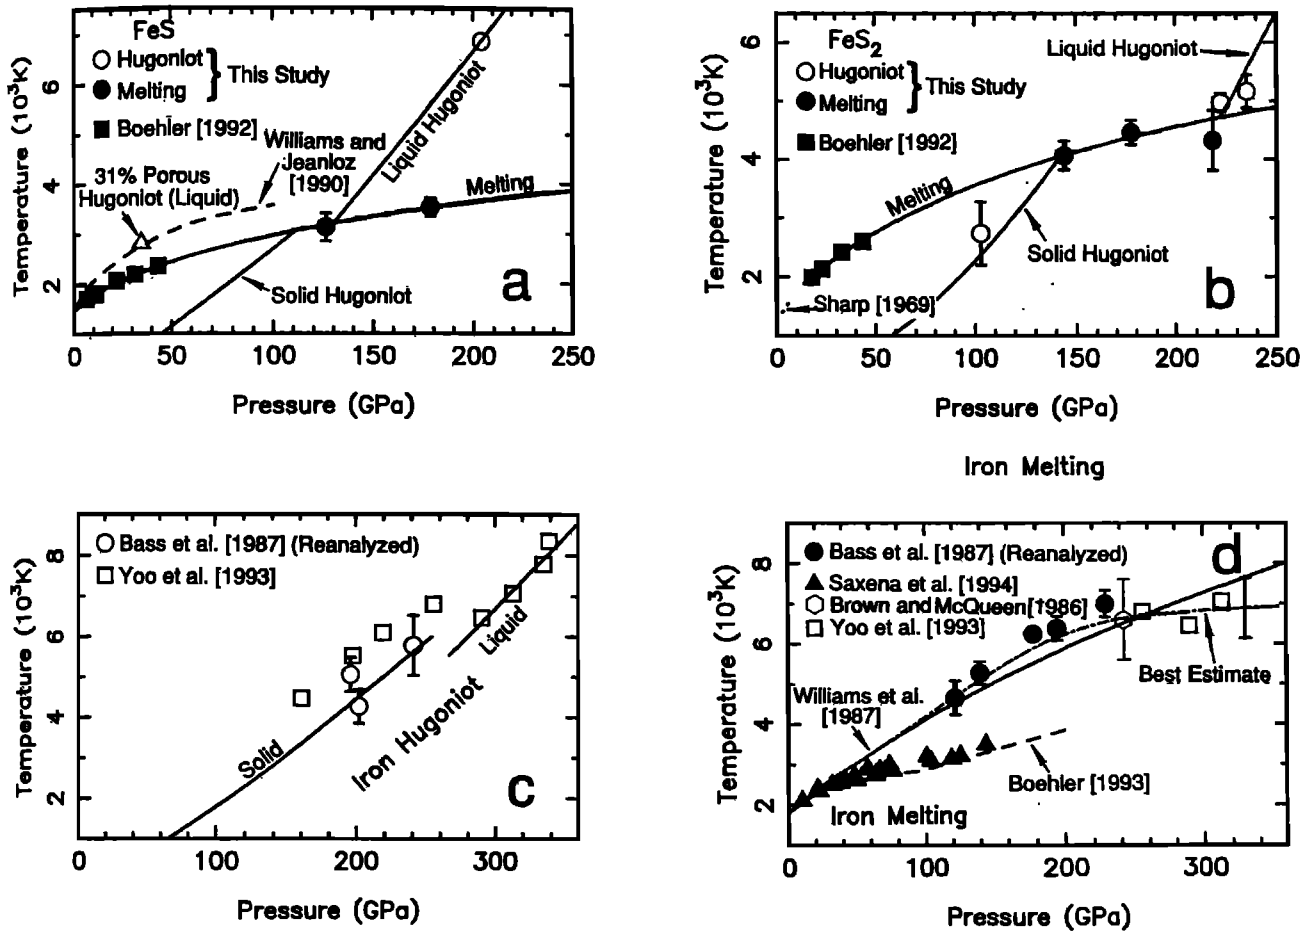 FeS
Hugoniot
Melting
This Study
Boehler [1992]
Williams and
Jeanloz
[1990]
31% Porous
Hugoniot (Liquid)
Liquid Hugoniot
Melting
Solid Hugoniot
a
Temperature (10³K)
2
4
6
0
50
100
150
200
250
Pressure (GPa)
FeS₂
Hugoniot
Melting
This Study
Boehler [1992]
Liquid Hugoniot
Melting
Solid Hugoniot
Sharp [1969]
b
Temperature (10³K)
2
4
6
0
50
100
150
200
250
Pressure (GPa)
Iron Melting
Bass et al. [1987] (Reanalyzed)
Yoo et al. [1993]
Solid
Liquid
Iron Hugoniot
c
Temperature (10³K)
2
4
6
8
0
100
200
300
Pressure (GPa)
Bass et al. [1987] (Reanalyzed)
Saxena et al. [1994]
Brown and McQueen [1986]
Yoo et al. [1993]
d
Williams et al.
[1987]
Best Estimate
Boehler [1993]
Iron Melting
Temperature (10³K)
2
4
6
8
0
100
200
300
Pressure (GPa)